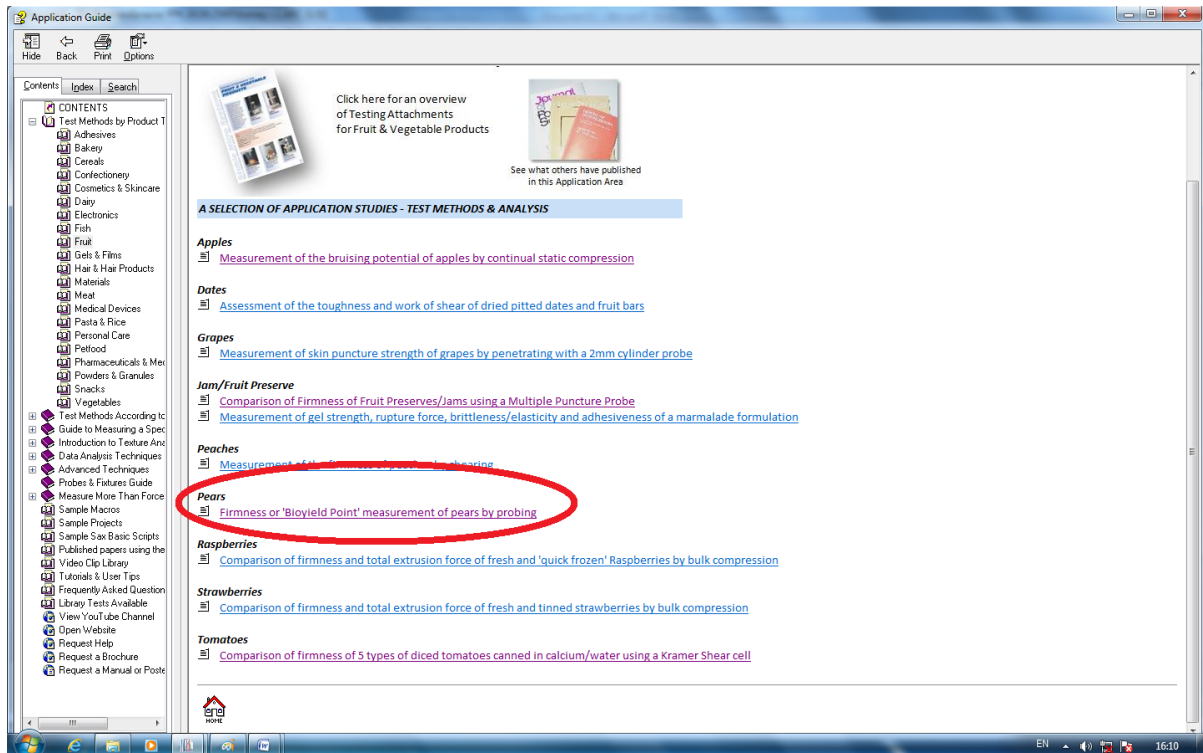 Application Guide
Hide Back Print Options
Contents Index Search
CONTENTS
Test Methods by Product T
Adhesives
Bakery
Cereals
Confectionery
Cosmetics & Skincare
Dairy
Electronics
Fish
Fruit
Gels & Films
Hair & Hair Products
Materials
Meat
Medical Devices
Pasta & Rice
Personal Care
Petfood
Pharmaceuticals & Mec
Powders & Granules
Snacks
Vegetables
Test Methods According to
Guide to Measuring a Spec
Introduction to Texture Ana
Data Analysis Techniques
Advanced Techniques
Probes & Fixtures Guide
Measure More Than Force
Sample Macros
Sample Projects
Sample Sax Basic Scripts
Published papers using the
Video Clip Library
Tutorials & User Tips
Frequently Asked Question
Library Tests Available
View YouTube Channel
Open Website
Request Help
Request a Brochure
Request a Manual or Poste
Click here for an overview
of Testing Attachments
for Fruit & Vegetable Products
See what others have published
in this Application Area
A SELECTION OF APPLICATION STUDIES - TEST METHODS & ANALYSIS
Apples
Measurement of the bruising potential of apples by continual static compression
Dates
Assessment of the toughness and work of shear of dried pitted dates and fruit bars
Grapes
Measurement of skin puncture strength of grapes by penetrating with a 2mm cylinder probe
Jam/Fruit Preserve
Comparison of Firmness of Fruit Preserves/Jams using a Multiple Puncture Probe
Measurement of gel strength, rupture force, brittleness/elasticity and adhesiveness of a marmalade formulation
Peaches
Measurement of the firmness of by shearing
Pears
Firmness or 'Bioyield Point' measurement of pears by probing
Raspberries
Comparison of firmness and total extrusion force of fresh and 'quick frozen' Raspberries by bulk compression
Strawberries
Comparison of firmness and total extrusion force of fresh and tinned strawberries by bulk compression
Tomatoes
Comparison of firmness of 5 types of diced tomatoes canned in calcium/water using a Kramer Shear cell
HOME
EN 16:10